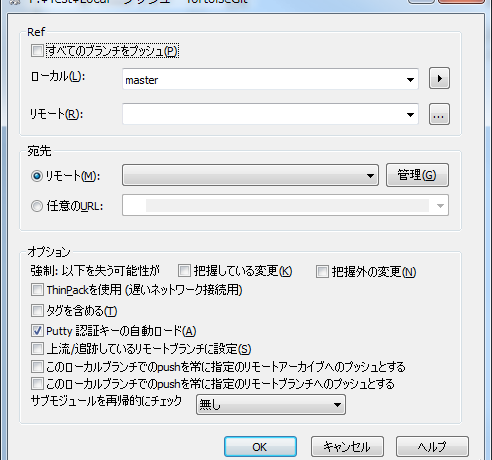 Ref
すべてのブランチをプッシュ(P)
ローカル(L): master
リモート(R): ...
宛先
リモート(M): 管理(G)
任意のURL:
オプション
強制: 以下を失う可能性が 把握している変更(K) 把握外の変更(N)
ThinPackを使用 (遅いネットワーク接続用)
タグを含める(T)
Putty 認証キーの自動ロード(A)
上流/追跡しているリモートブランチに設定(S)
このローカルブランチでのpushを常に指定のリモートアーカイブへのプッシュとする
このローカルブランチでのpushを常に指定のリモートブランチへのプッシュとする
サブモジュールを再帰的にチェック 無し
OK キャンセル ヘルプ